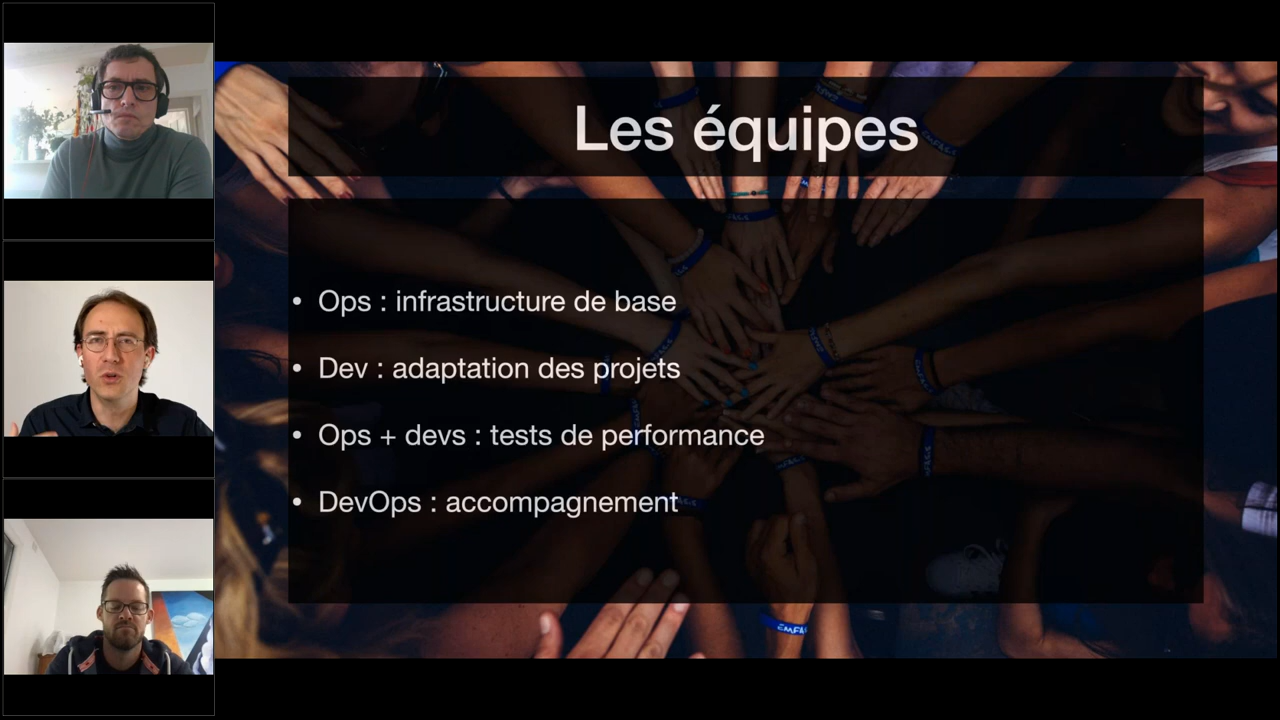 Les équipes
• Ops : infrastructure de base
• Dev : adaptation des projets
• Ops + devs : tests de performance
• DevOps : accompagnement